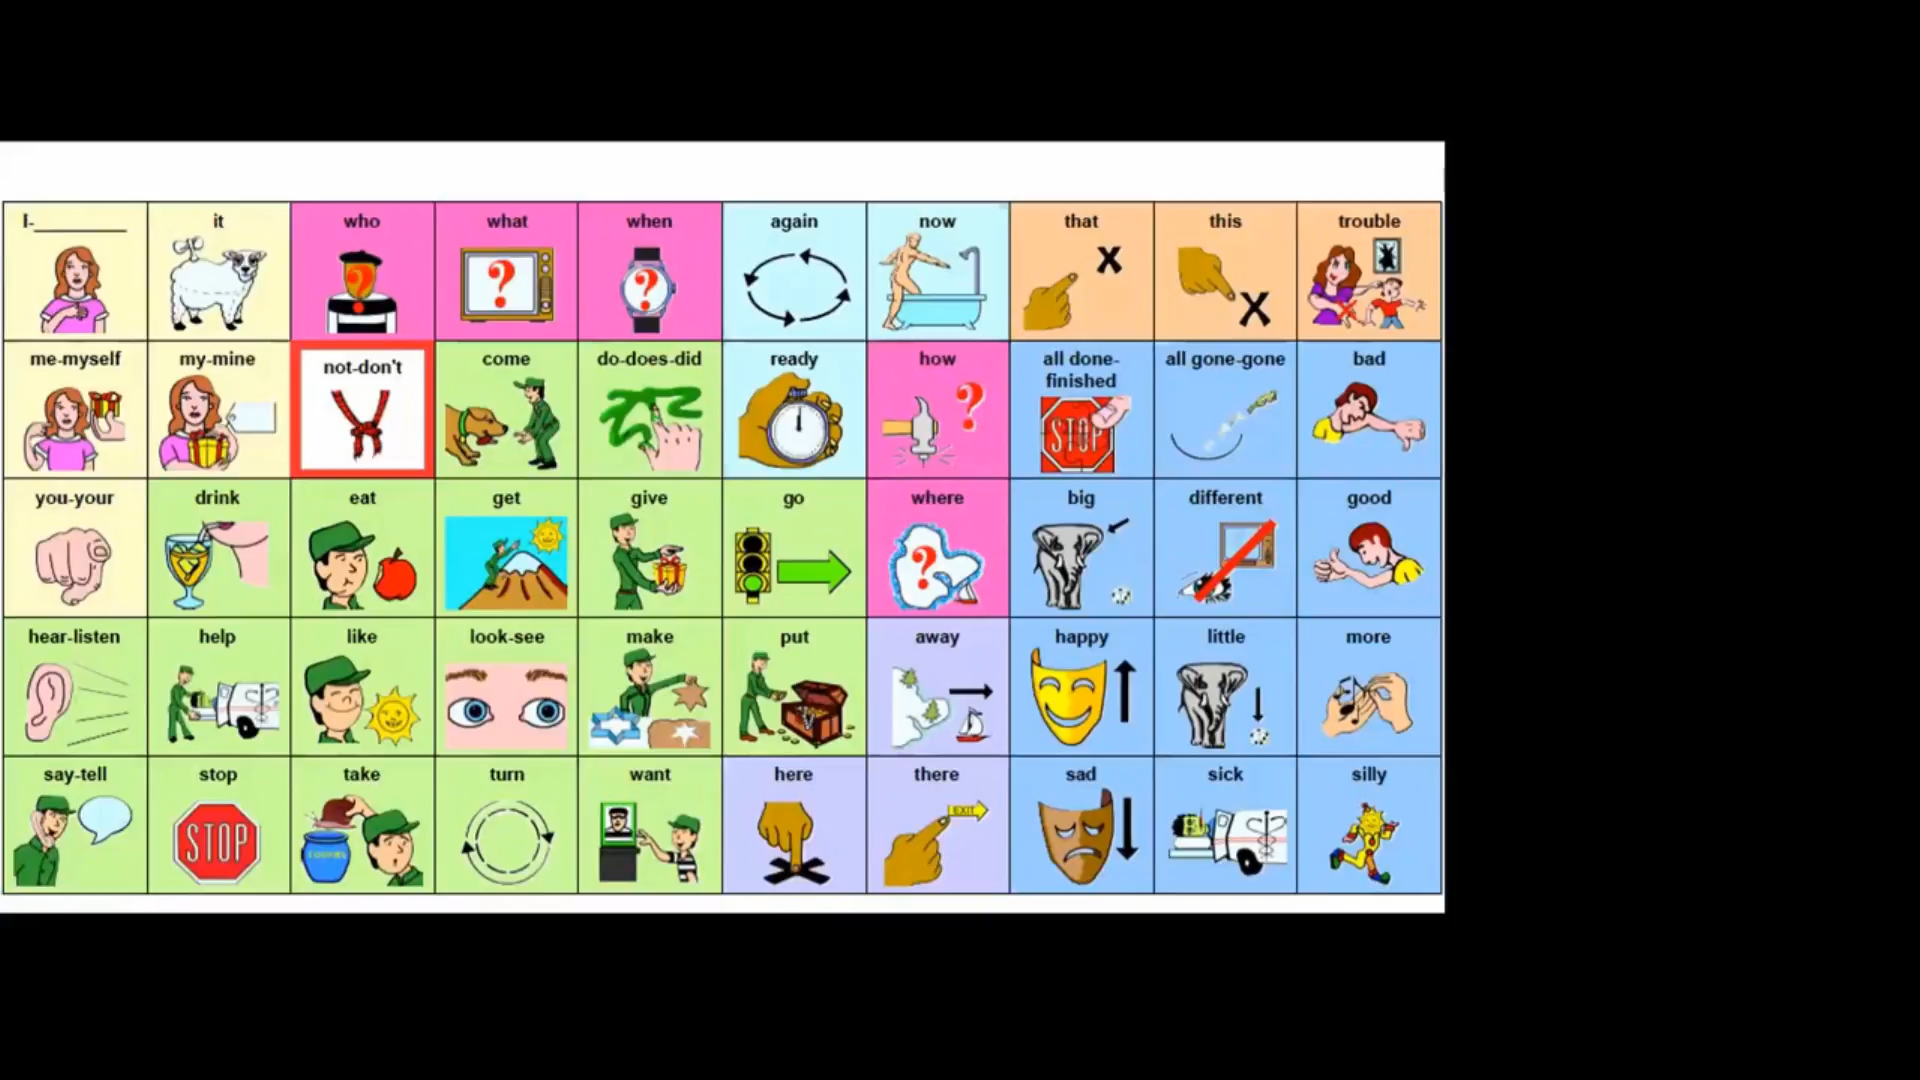 I-__________
it
who
what
when
again
now
that
this
trouble
me-myself
my-mine
not-don't
come
do-does-did
ready
how
all done-
finished
all gone-gone
bad
STOP
you-your
drink
eat
get
give
go
where
big
different
good
hear-listen
help
like
look-see
make
put
away
happy
little
more
say-tell
stop
take
turn
want
here
there
sad
sick
silly
STOP
COOKIES
EXIT